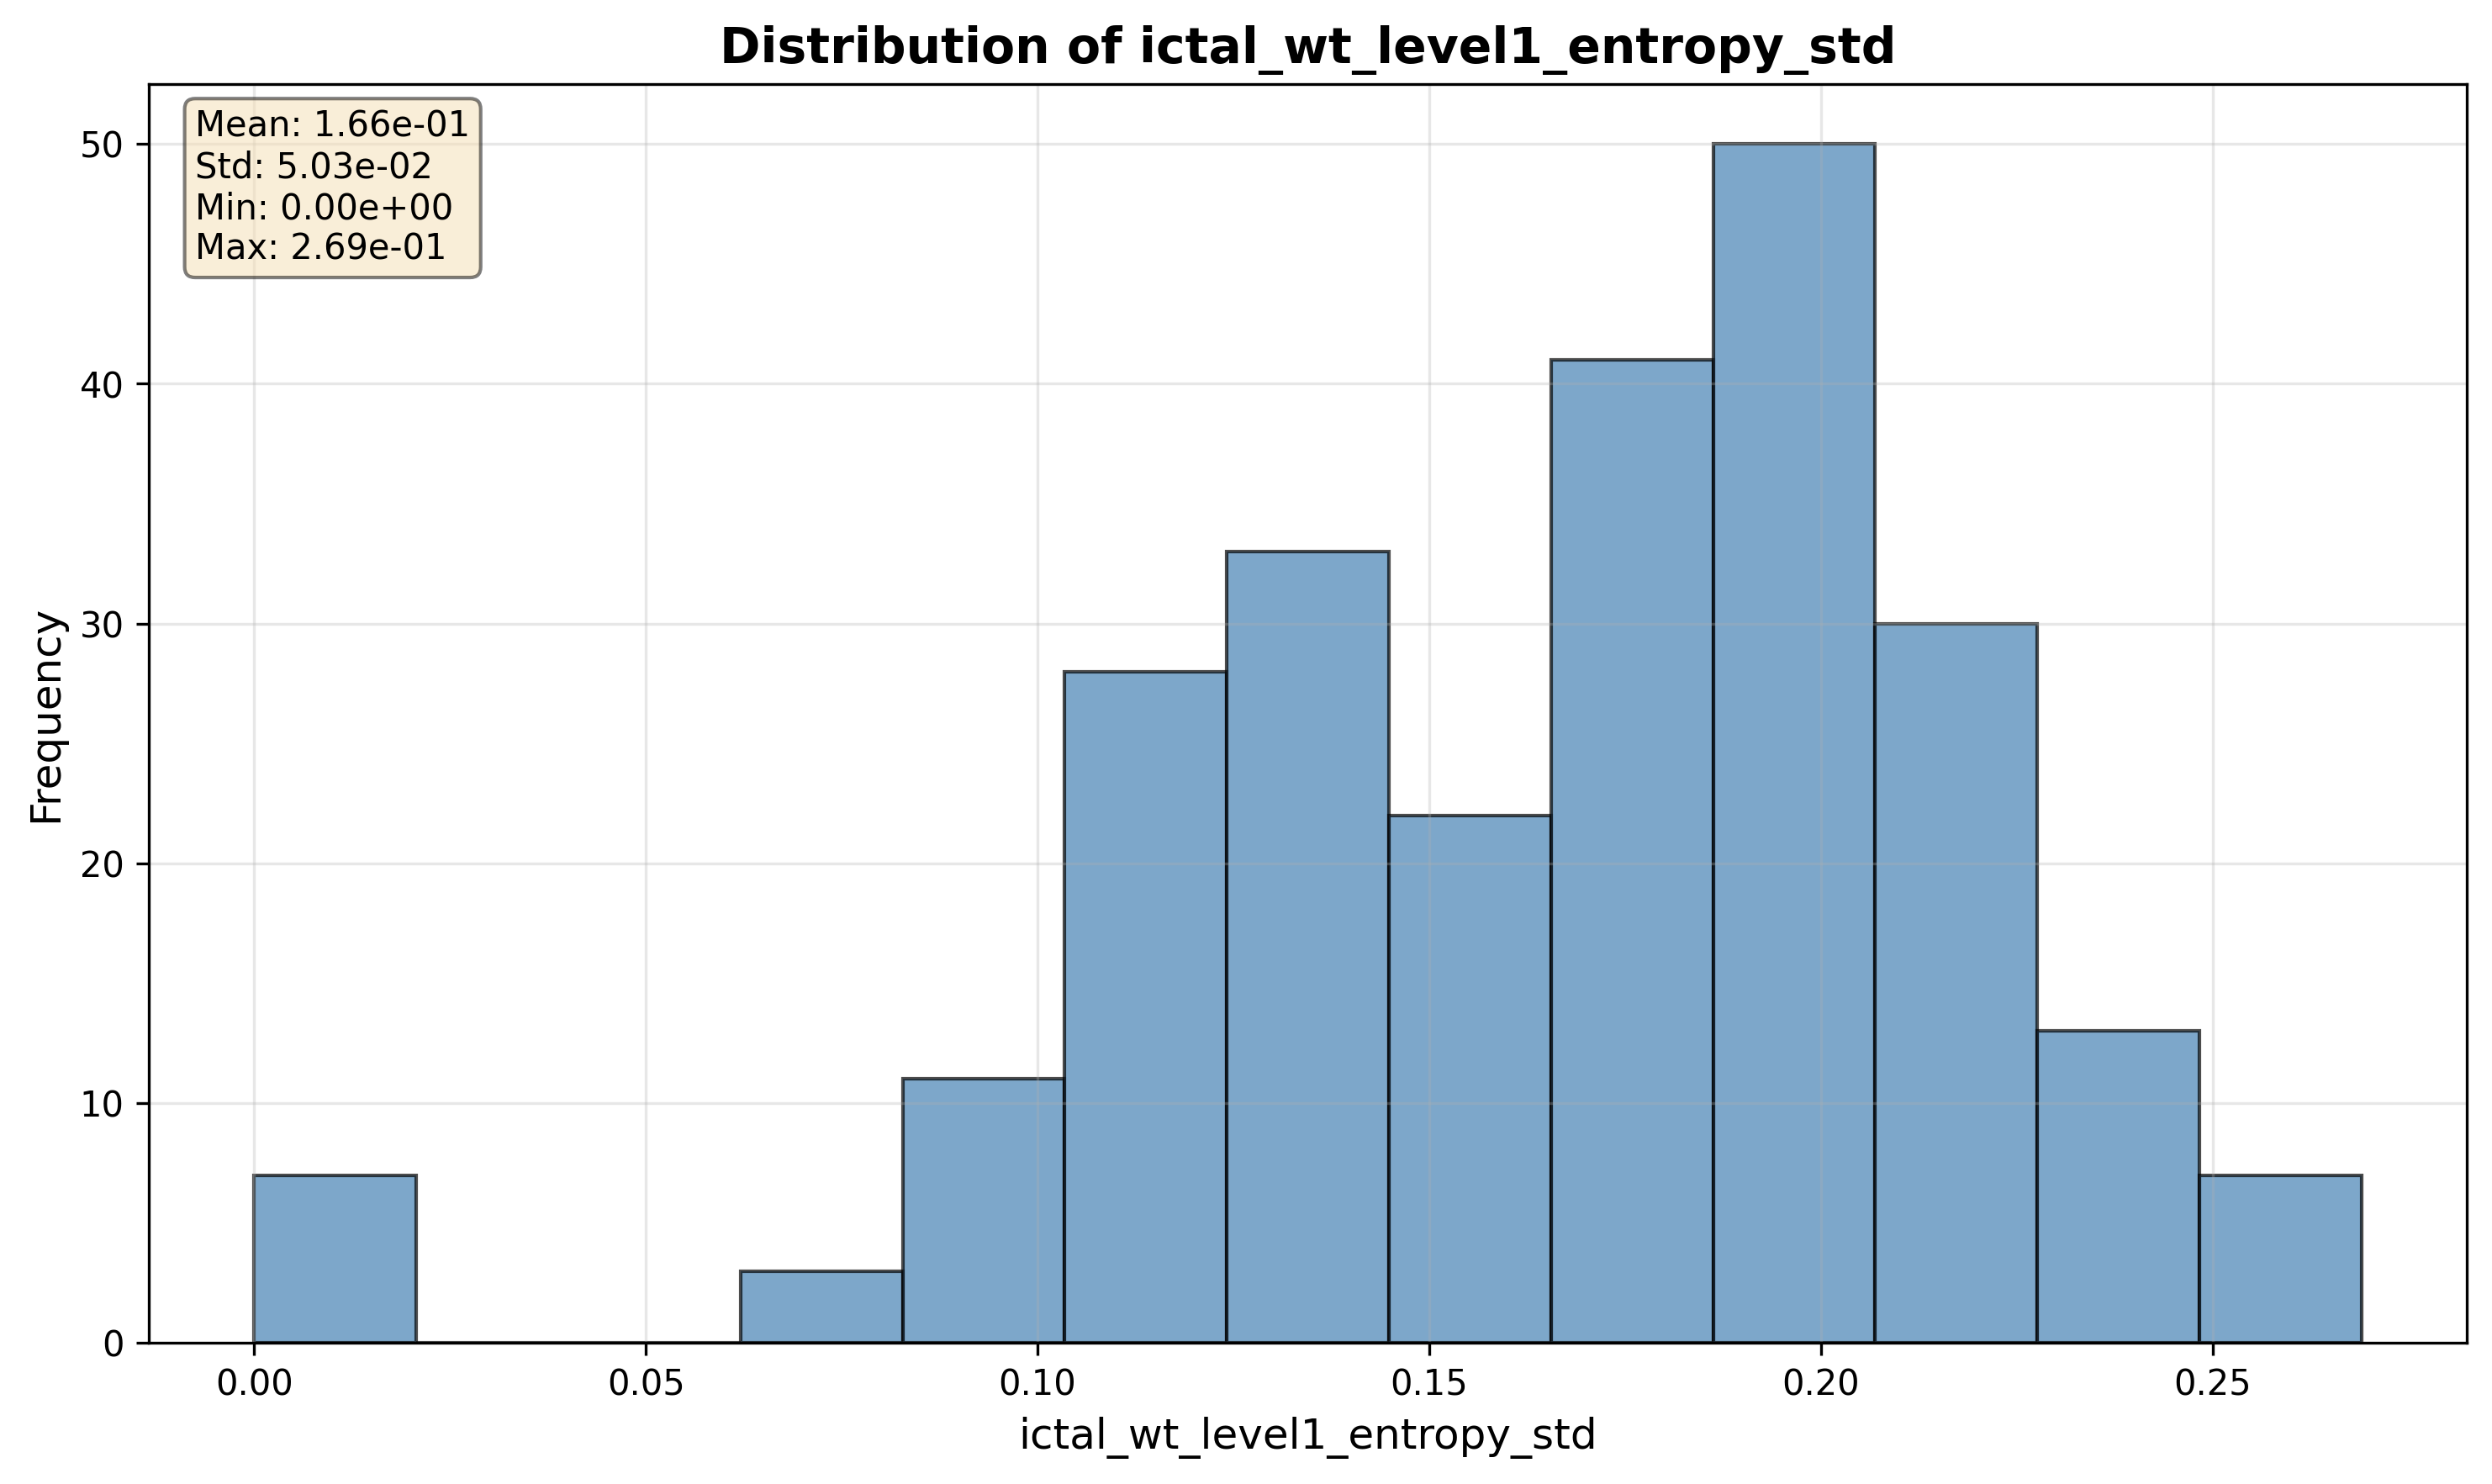 Distribution of ictal_wt_level1_entropy_std
Mean: 1.66e-01
Std: 5.03e-02
Min: 0.00e+00
Max: 2.69e-01
Frequency
50
40
30
20
10
0
0.00 0.05 0.10 0.15 0.20 0.25
ictal_wt_level1_entropy_std